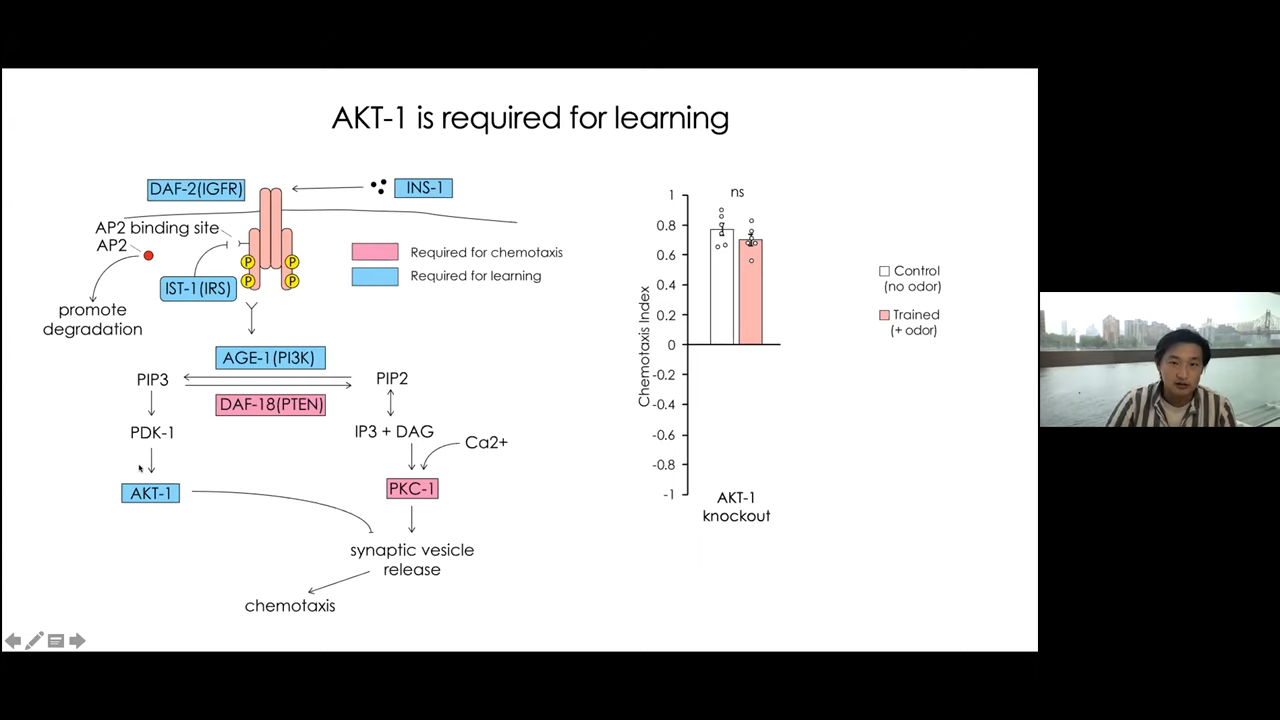 AKT-1 is required for learning
DAF-2(IGFR)
INS-1
AP2 binding site
AP2
P
P
P
P
IST-1(IRS)
promote
degradation
Required for chemotaxis
Required for learning
AGE-1(PI3K)
PIP3
PIP2
DAF-18(PTEN)
PDK-1
IP3 + DAG
Ca2+
AKT-1
PKC-1
synaptic vesicle
release
chemotaxis
ns
Chemotaxis Index
1
0.8
0.6
0.4
0.2
0
-0.2
-0.4
-0.6
-0.8
-1
AKT-1
knockout
Control
(no odor)
Trained
(+ odor)